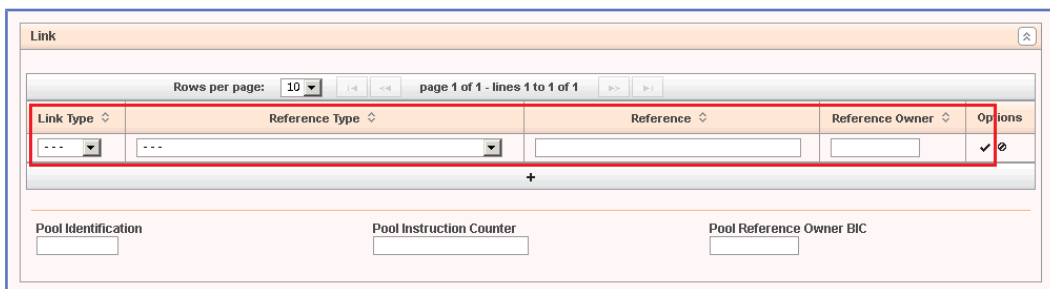 Link
Rows per page: 10 page 1 of 1 - lines 1 to 1 of 1
Link Type Reference Type Reference Reference Owner Options
--- ---
+
Pool Identification Pool Instruction Counter Pool Reference Owner BIC